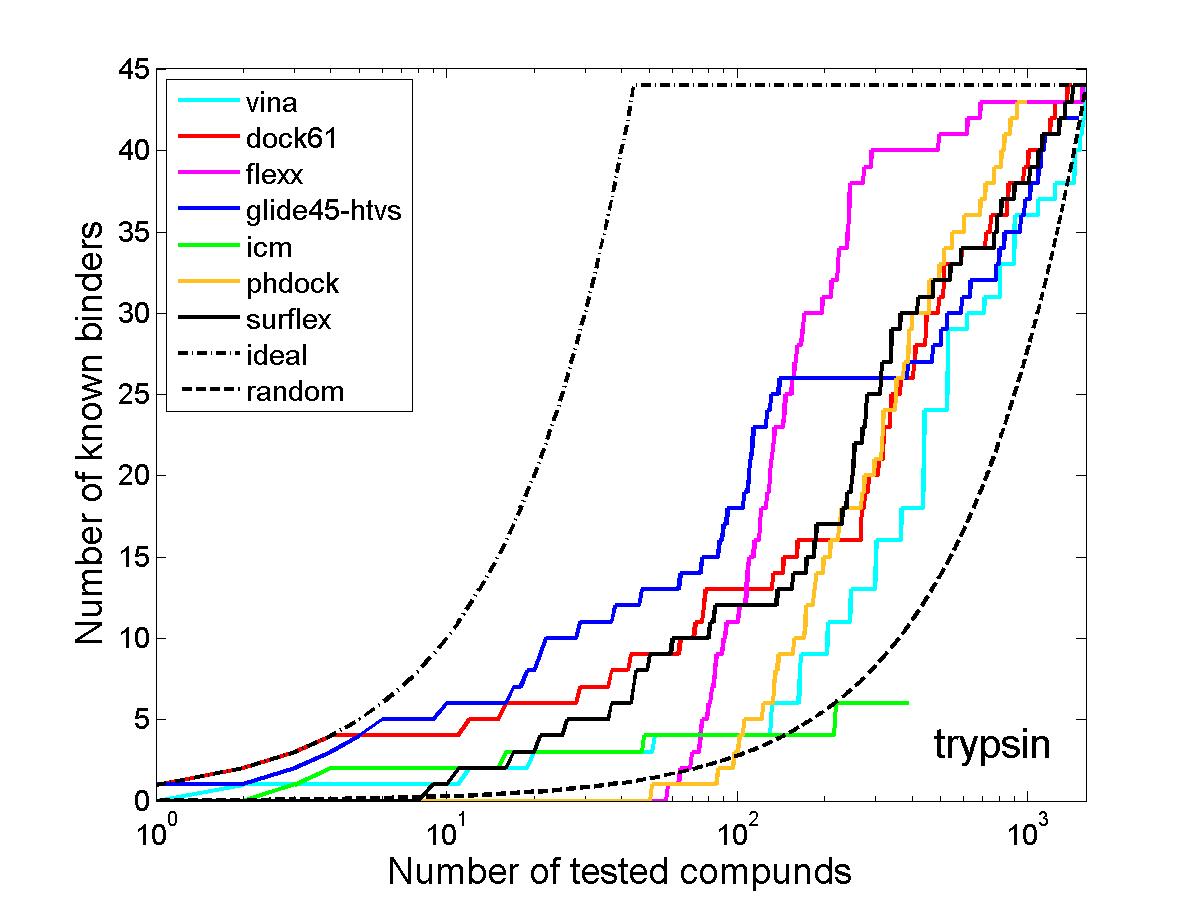 45
40
35
30
25
20
15
10
5
0
Number of known binders
vina
dock61
flexx
glide45-htvs
icm
phdock
surflex
ideal
random
trypsin
10^0 10^1 10^2 10^3
Number of tested compunds